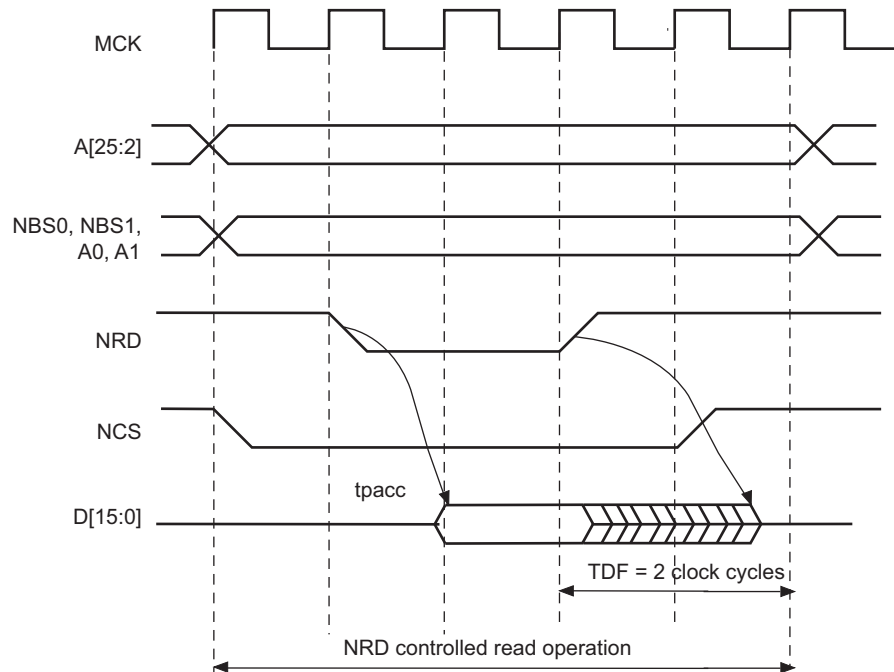 MCK
A[25:2]
NBS0, NBS1,
A0, A1
NRD
NCS
tpacc
D[15:0]
TDF = 2 clock cycles
NRD controlled read operation